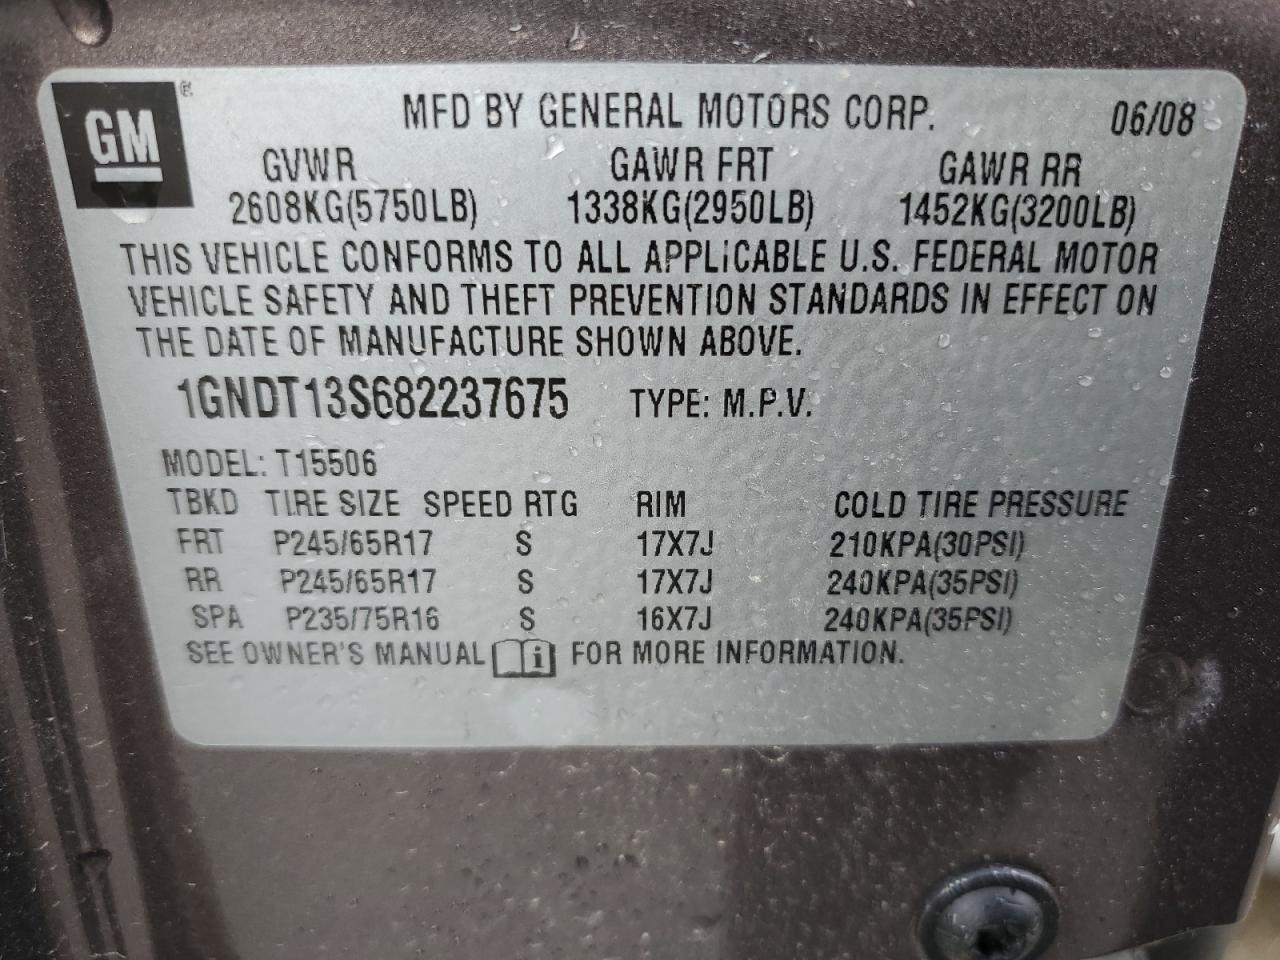 GM®
MFD BY GENERAL MOTORS CORP. 06/08
GVWR GAWR FRT GAWR RR
2608KG(5750LB) 1338KG(2950LB) 1452KG(3200LB)
THIS VEHICLE CONFORMS TO ALL APPLICABLE U.S. FEDERAL MOTOR
VEHICLE SAFETY AND THEFT PREVENTION STANDARDS IN EFFECT ON
THE DATE OF MANUFACTURE SHOWN ABOVE.
1GNDT13S682237675 TYPE: M.P.V.
MODEL: T15506
TBKD TIRE SIZE SPEED RTG RIM COLD TIRE PRESSURE
FRT P245/65R17 S 17X7J 210KPA(30PSI)
RR P245/65R17 S 17X7J 240KPA(35PSI)
SPA P235/75R16 S 16X7J 240KPA(35PSI)
SEE OWNER'S MANUAL i FOR MORE INFORMATION.